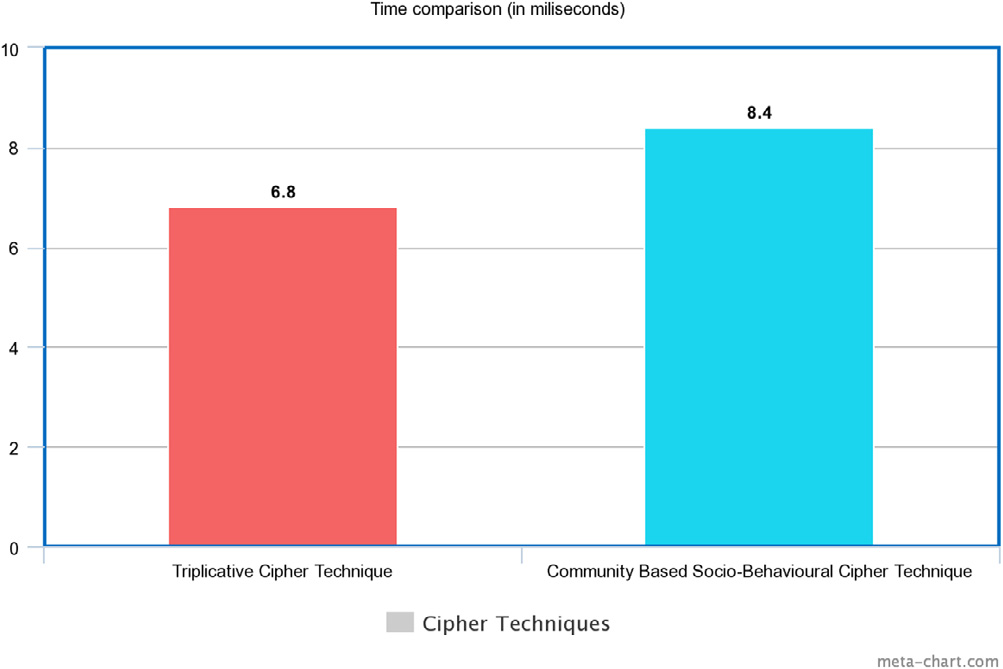 Time comparison (in miliseconds)
10
8.4
8
6.8
6
4
2
0
Triplicative Cipher Technique
Community Based Socio-Behavioural Cipher Technique
Cipher Techniques
meta-chart.com